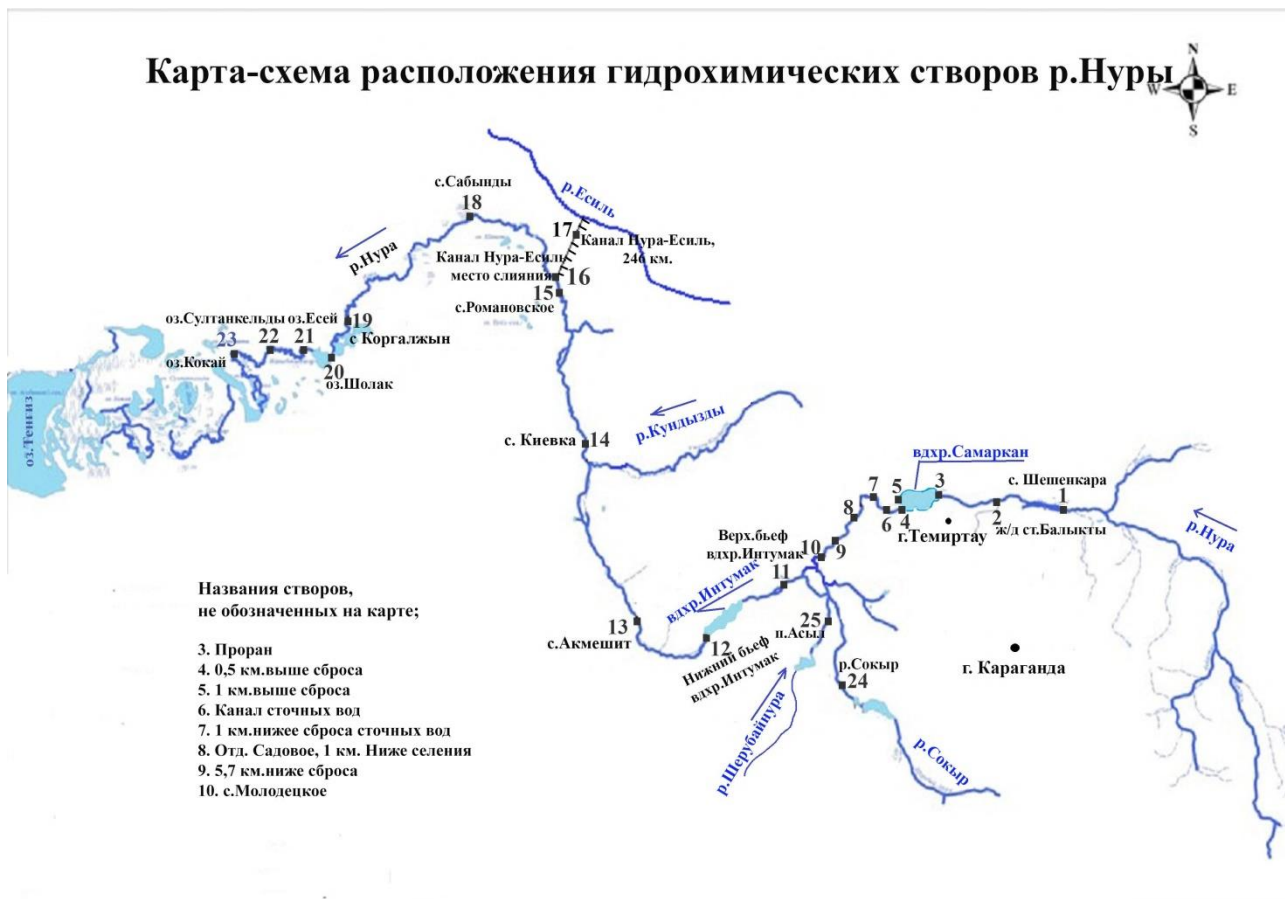 Карта-схема расположения гидрохимических створов р.Нуры
N
W
E
S
с.Сабынды
18
р.Есиль
17
Канал Нура-Есиль,
246 км.
р.Нура
Канал Нура-Есиль
место слияния
16
15
с.Романовское
оз.Султанкельды
оз.Есей
19
23
22
21
с Коргалжын
оз.Кокай
20
оз.Шолак
оз.Тенгиз
р.Кундызды
с. Киевка
14
вдхр.Самаркан
с. Шешенкара
7
5
3
1
8
6
4
2
г.Темиртау
ж/д ст.Балыкты
р.Нура
Верх.бьеф
вдхр.Интумак
10
9
11
вдхр.Интумак
13
с.Акмешит
12
25
п.Асыл
Нижний бьеф
вдхр.Интумак
р.Сокыр
24
г. Караганда
р.Шерубайнура
р.Сокыр
Названия створов,
не обозначенных на карте;
3. Проран
4. 0,5 км.выше сброса
5. 1 км.выше сброса
6. Канал сточных вод
7. 1 км.нижее сброса сточных вод
8. Отд. Садовое, 1 км. Ниже селения
9. 5,7 км.ниже сброса
10. с.Молодецкое